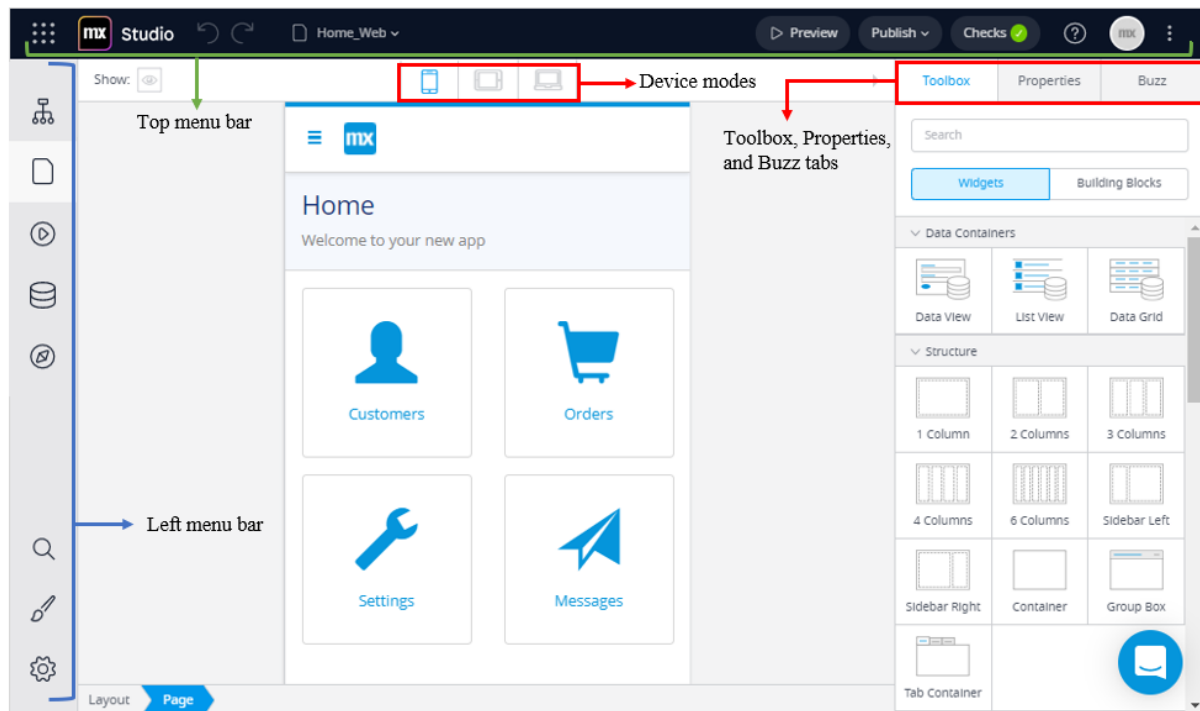 mx Studio Home_Web Preview Publish Checks mx
Show: Device modes Toolbox Properties Buzz
Top menu bar
mx
Toolbox, Properties,
and Buzz tabs
Search
Widgets Building Blocks
Home
Welcome to your new app
Data Containers
Data View List View Data Grid
Structure
Customers Orders
1 Column 2 Columns 3 Columns
Left menu bar
4 Columns 6 Columns Sidebar Left
Settings Messages
Sidebar Right Container Group Box
Tab Container
Layout Page